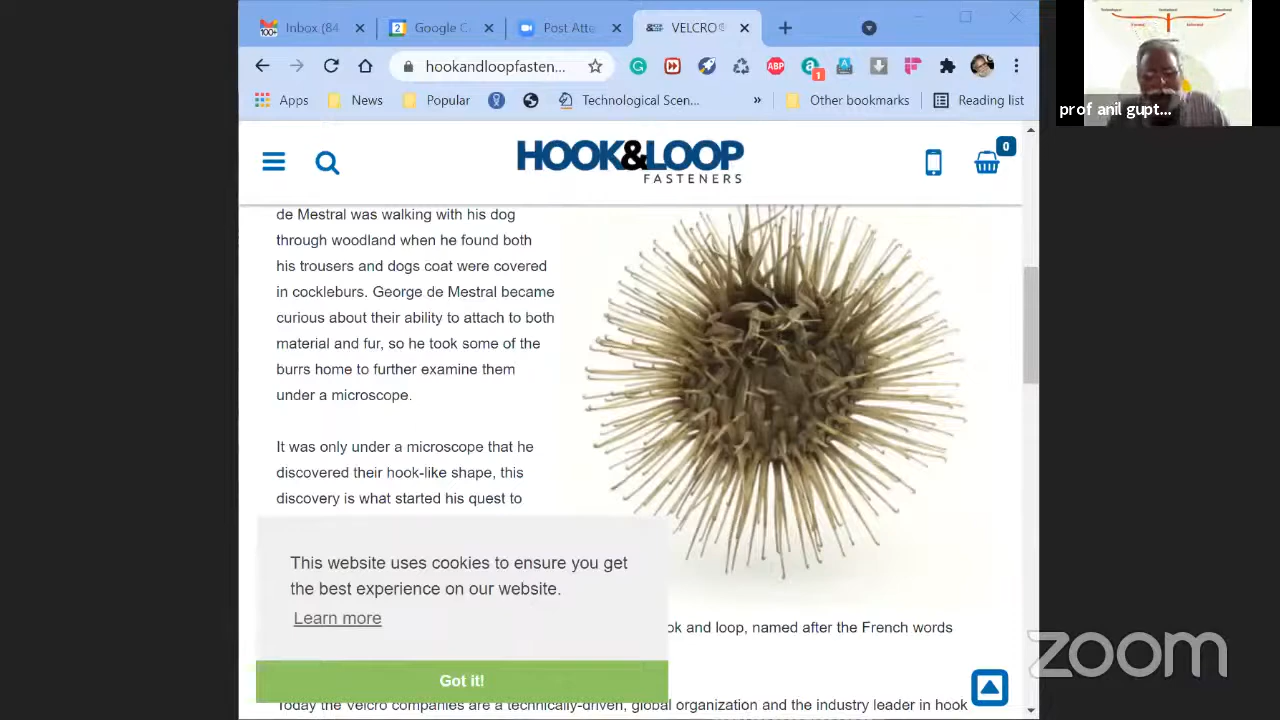 Inbox (84
Post Atte
VELCRO®
hookandloopfasten...
ABP
1
Apps
News
Popular
Technological Scen...
»
Other bookmarks
Reading list
HOOK&LOOP
FASTENERS
0
de Mestral was walking with his dog
through woodland when he found both
his trousers and dogs coat were covered
in cockleburs. George de Mestral became
curious about their ability to attach to both
material and fur, so he took some of the
burrs home to further examine them
under a microscope.
It was only under a microscope that he
discovered their hook-like shape, this
discovery is what started his quest to
This website uses cookies to ensure you get
the best experience on our website.
Learn more
Got it!
ok and loop, named after the French words
Today the Velcro companies are a technically-driven, global organization and the industry leader in hook
prof anil gupt...
zoom